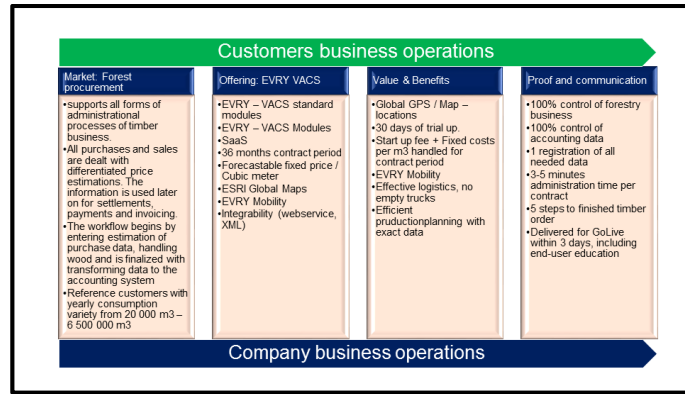 Customers business operations
Market: Forest
procurement
•supports all forms of
administrational
processes of timber
business.
•All purchases and sales
are dealt with
differentiated price
estimations. The
information is used later
on for settlements,
payments and invoicing.
•The workflow begins by
entering estimation of
purchase data, handling
wood and is finalized with
transforming data to the
accounting system
•Reference customers with
yearly consumption
variety from 20 000 m3 –
6 500 000 m3
Offering: EVRY VACS
•EVRY – VACS standard
modules
•EVRY – VACS Modules
•SaaS
•36 months contract period
•Forecastable fixed price /
Cubic meter
•ESRI Global Maps
•EVRY Mobility
•Integrability (webservice,
XML)
Value & Benefits
•Global GPS / Map –
locations
•30 days of trial up.
•Start up fee + Fixed costs
per m3 handled for
contract period
•EVRY Mobility
•Effective logistics, no
empty trucks
•Efficient
pruductionplanning with
exact data
Proof and communication
•100% control of forestry
business
•100% control of
accounting data
•1 registration of all
needed data
•3-5 minutes
administration time per
contract
•5 steps to finished timber
order
•Delivered for GoLive
within 3 days, including
end-user education
Company business operations